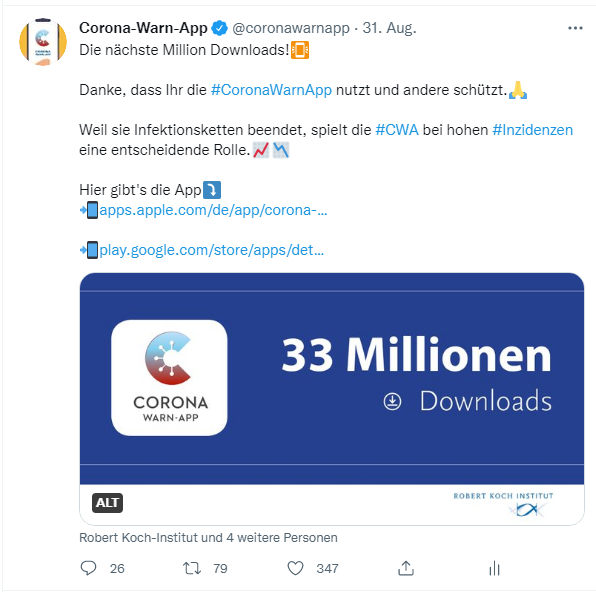 Corona-Warn-App @coronawarnapp · 31. Aug.
Die nächste Million Downloads!
Danke, dass Ihr die #CoronaWarnApp nutzt und andere schützt.
Weil sie Infektionsketten beendet, spielt die #CWA bei hohen #Inzidenzen
eine entscheidende Rolle.
Hier gibt's die App
apps.apple.com/de/app/corona-...
play.google.com/store/apps/det...
CORONA
WARN-APP
33 Millionen
Downloads
ALT
ROBERT KOCH INSTITUT
Robert Koch-Institut und 4 weitere Personen
26 79 347